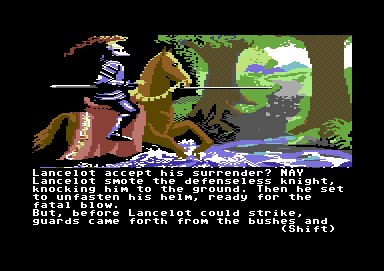 Lancelot accept his surrender? NAY
Lancelot smote the defenseless knight,
knocking him to the ground. Then he set
to unfasten his helm, ready for the
fatal blow.
But, before Lancelot could strike,
guards came forth from the bushes and
(Shift)